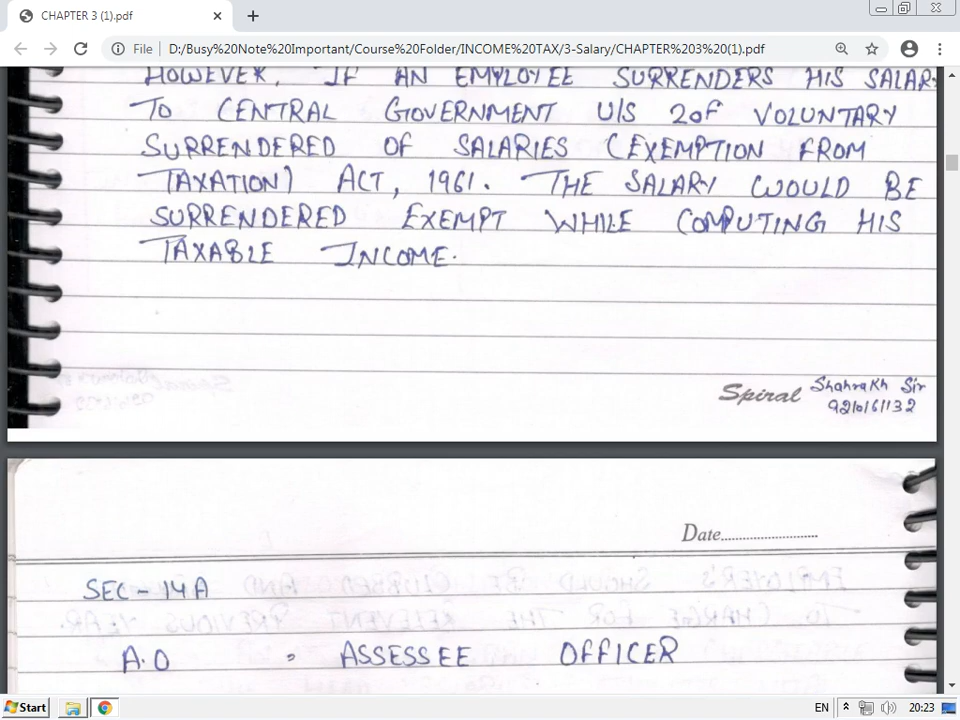 CHAPTER 3 (1).pdf
File | D:/Busy%20Note%20Important/Course%20Folder/INCOME%20TAX/3-Salary/CHAPTER%203%20(1).pdf
HOWEVER, IF AN EMPLOYEE SURRENDERS HIS SALARY
TO CENTRAL GOVERNMENT U/S 2 OF VOLUNTARY
SURRENDERED OF SALARIES (EXEMPTION FROM
TAXATION) ACT, 1961. THE SALARY WOULD BE
SURRENDERED EXEMPT WHILE COMPUTING HIS
TAXABLE INCOME.
Spiral Shahrukh Sir
9210161132
Date
SEC - 14 A
A.O = ASSESSEE OFFICER
Start EN 20:23